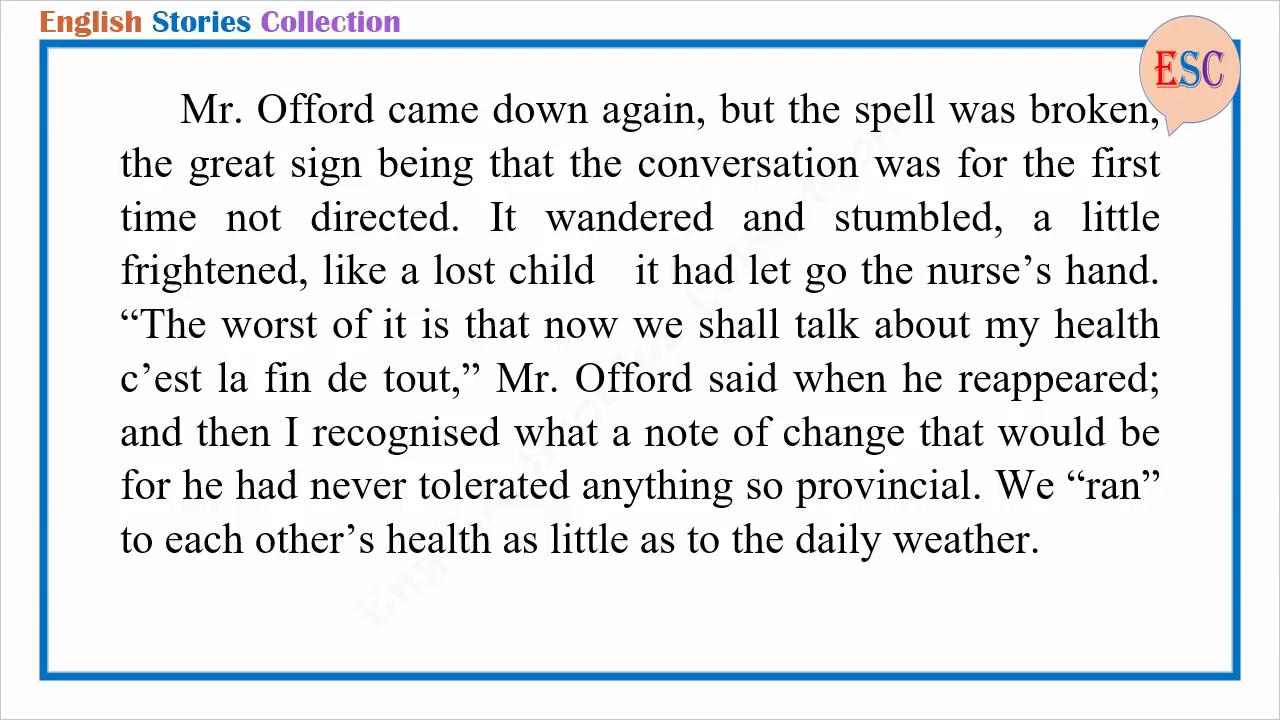 English Stories Collection
ESC
Mr. Offord came down again, but the spell was broken,
the great sign being that the conversation was for the first
time not directed. It wandered and stumbled, a little
frightened, like a lost child it had let go the nurse’s hand.
“The worst of it is that now we shall talk about my health
c’est la fin de tout,” Mr. Offord said when he reappeared;
and then I recognised what a note of change that would be
for he had never tolerated anything so provincial. We “ran”
to each other’s health as little as to the daily weather.